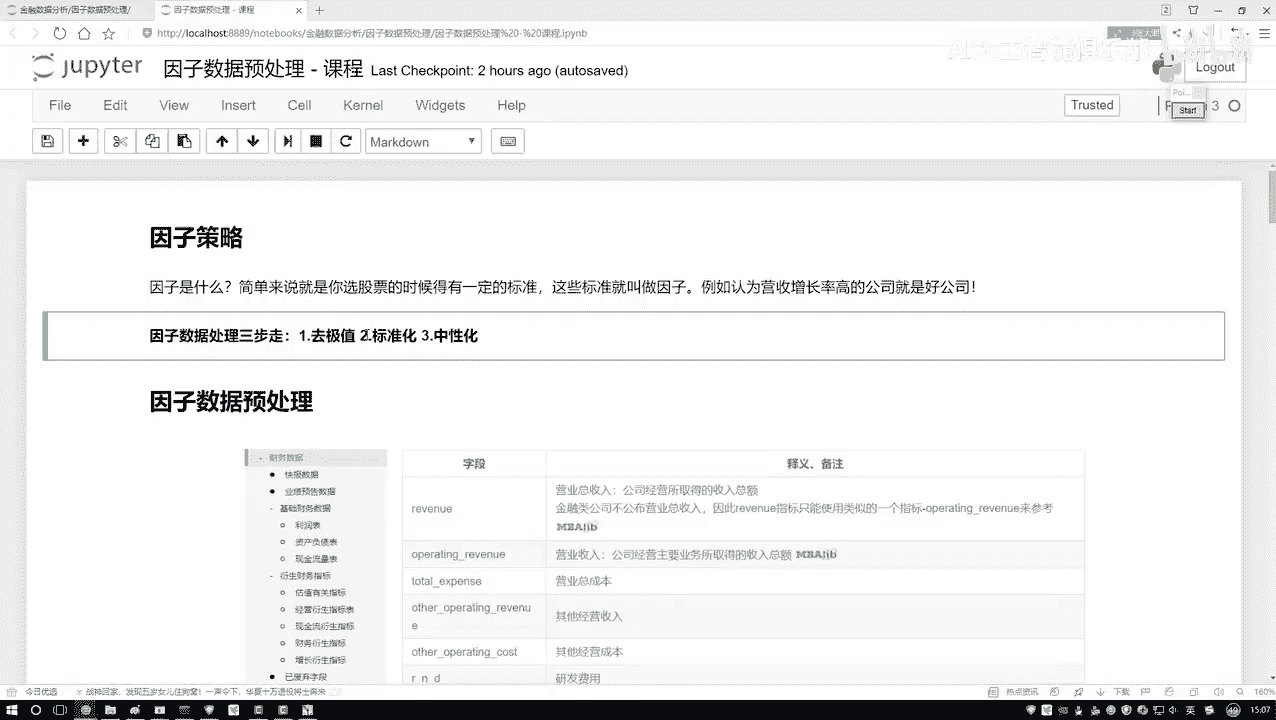 金融数据分析/因子数据预处理/
因子数据预处理 - 课程
http://localhost:8889/notebooks/金融数据分析/因子数据预处理/因子数据预处理%20-%20课程.ipynb
jupyter 因子数据预处理 - 课程 Last Checkpoint: 2 hours ago (autosaved)
Logout
File Edit View Insert Cell Kernel Widgets Help
Trusted
3
Start
Markdown
因子策略
因子是什么？简单来说就是你选股票的时候得有一定的标准，这些标准就叫做因子。例如认为营收增长率高的公司就是好公司！
因子数据处理三步走：1.去极值 2.标准化 3.中性化
因子数据预处理
- 财务数据
快报数据
业绩预告数据
- 基础财务数据
利润表
资产负债表
现金流量表
- 衍生财务指标
估值有关指标
经营衍生指标表
现金流衍生指标
财务衍生指标
增长衍生指标
已废弃字段
字段 释义、备注
revenue 营业总收入：公司经营所取得的收入总额
金融类公司不公布营业总收入，因此revenue指标只能使用类似的一个指标-operating_revenue来参考
operating_revenue 营业收入：公司经营主要业务所取得的收入总额
total_expense 营业总成本
other_operating_revenu
e 其他经营收入
other_operating_cost 其他经营成本
r_n_d 研发费用
今日优选
热点资讯
下载
160%
英
15:07